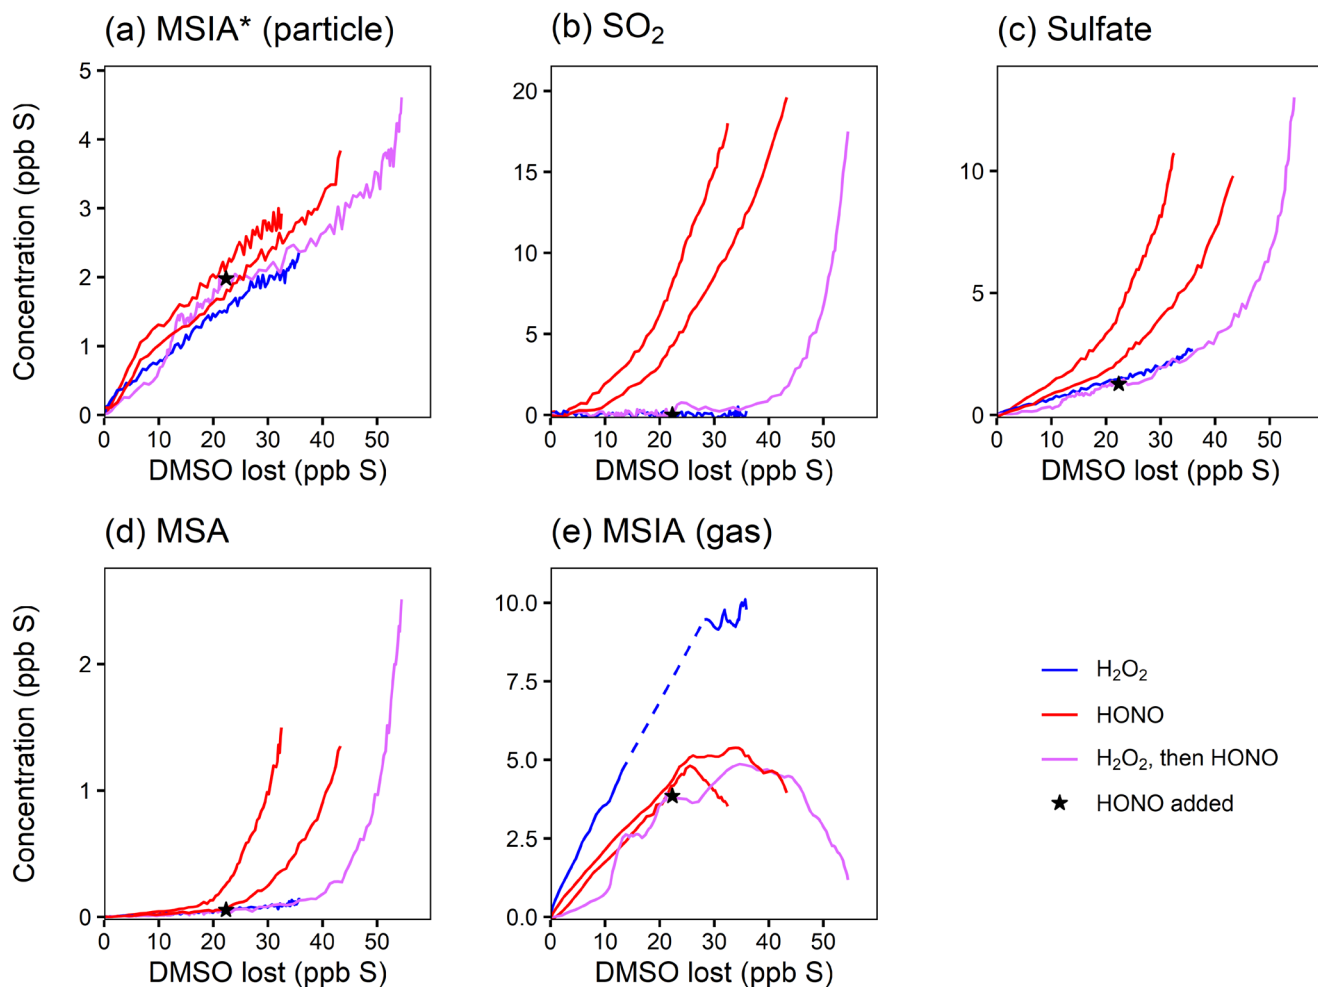 (a) MSIA* (particle)
(b) SO₂
(c) Sulfate
Concentration (ppb S)
5
4
3
2
1
0
0 10 20 30 40 50
DMSO lost (ppb S)
20
15
10
5
0
0 10 20 30 40 50
DMSO lost (ppb S)
10
5
0
0 10 20 30 40 50
DMSO lost (ppb S)
(d) MSA
(e) MSIA (gas)
Concentration (ppb S)
2
1
0
0 10 20 30 40 50
DMSO lost (ppb S)
10.0
7.5
5.0
2.5
0.0
0 10 20 30 40 50
DMSO lost (ppb S)
H₂O₂
HONO
H₂O₂, then HONO
HONO added